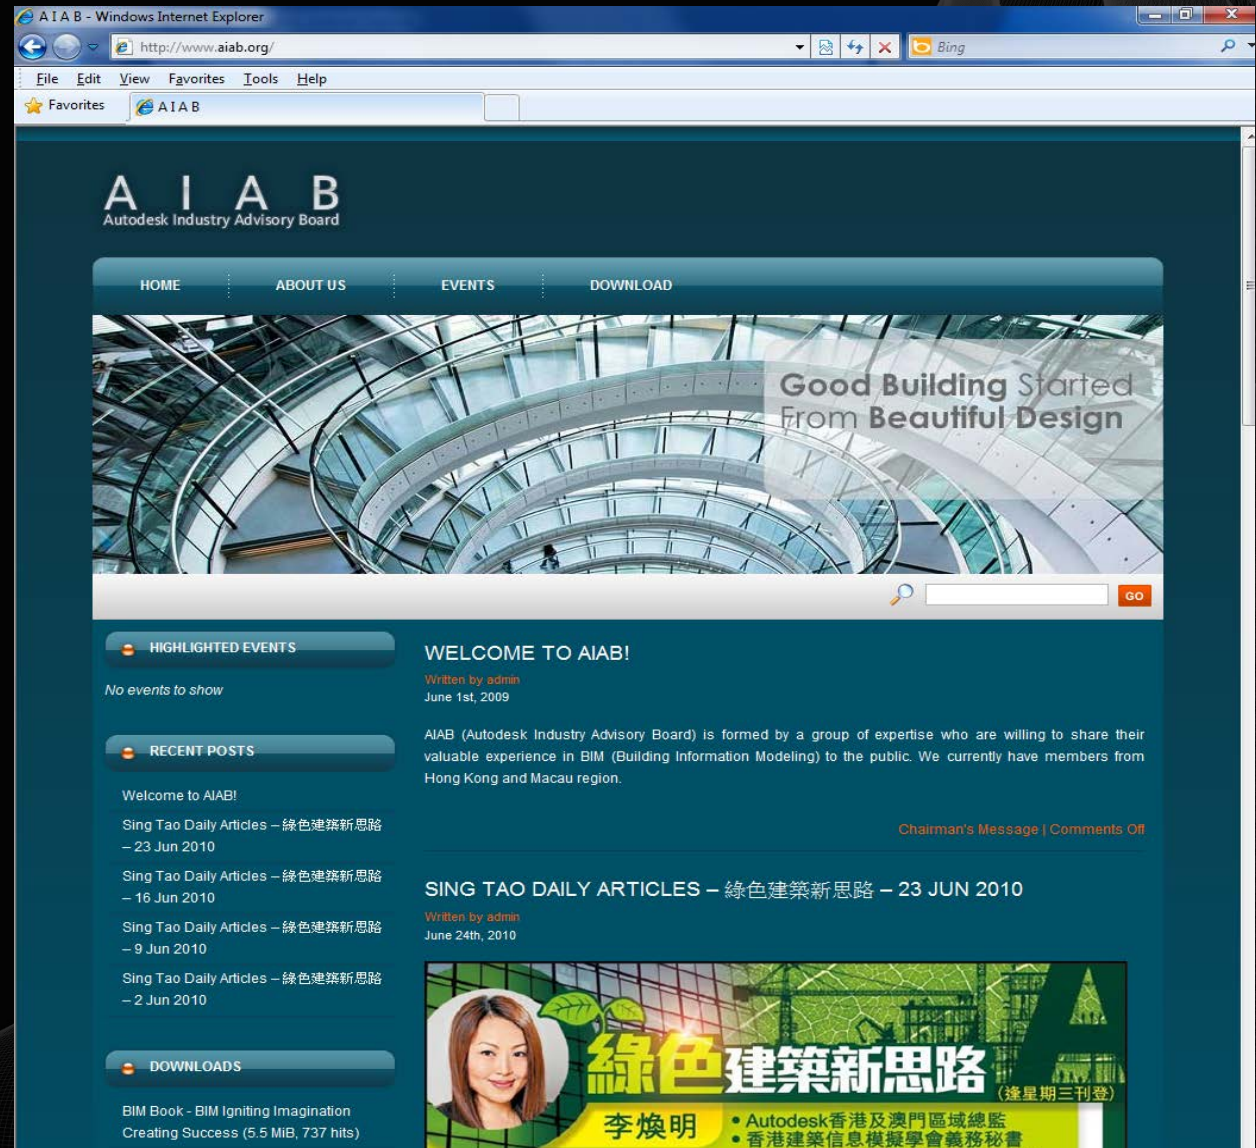 A I A B - Windows Internet Explorer
http://www.aiab.org/
Bing
File Edit View Favorites Tools Help
Favorites
A I A B
A I A B
Autodesk Industry Advisory Board
HOME ABOUT US EVENTS DOWNLOAD
Good Building Started
From Beautiful Design
GO
HIGHLIGHTED EVENTS
No events to show
RECENT POSTS
Welcome to AIAB!
Sing Tao Daily Articles – 綠色建築新思路
– 23 Jun 2010
Sing Tao Daily Articles – 綠色建築新思路
– 16 Jun 2010
Sing Tao Daily Articles – 綠色建築新思路
– 9 Jun 2010
Sing Tao Daily Articles – 綠色建築新思路
– 2 Jun 2010
DOWNLOADS
BIM Book - BIM Igniting Imagination
Creating Success (5.5 MiB, 737 hits)
WELCOME TO AIAB!
Written by admin
June 1st, 2009
AIAB (Autodesk Industry Advisory Board) is formed by a group of expertise who are willing to share their
valuable experience in BIM (Building Information Modeling) to the public. We currently have members from
Hong Kong and Macau region.
Chairman's Message | Comments Off
SING TAO DAILY ARTICLES – 綠色建築新思路 – 23 JUN 2010
Written by admin
June 24th, 2010
A
綠色建築新思路
(逢星期三刊登)
李煥明
• Autodesk香港及澳門區域總監
• 香港建築信息模擬學會義務秘書